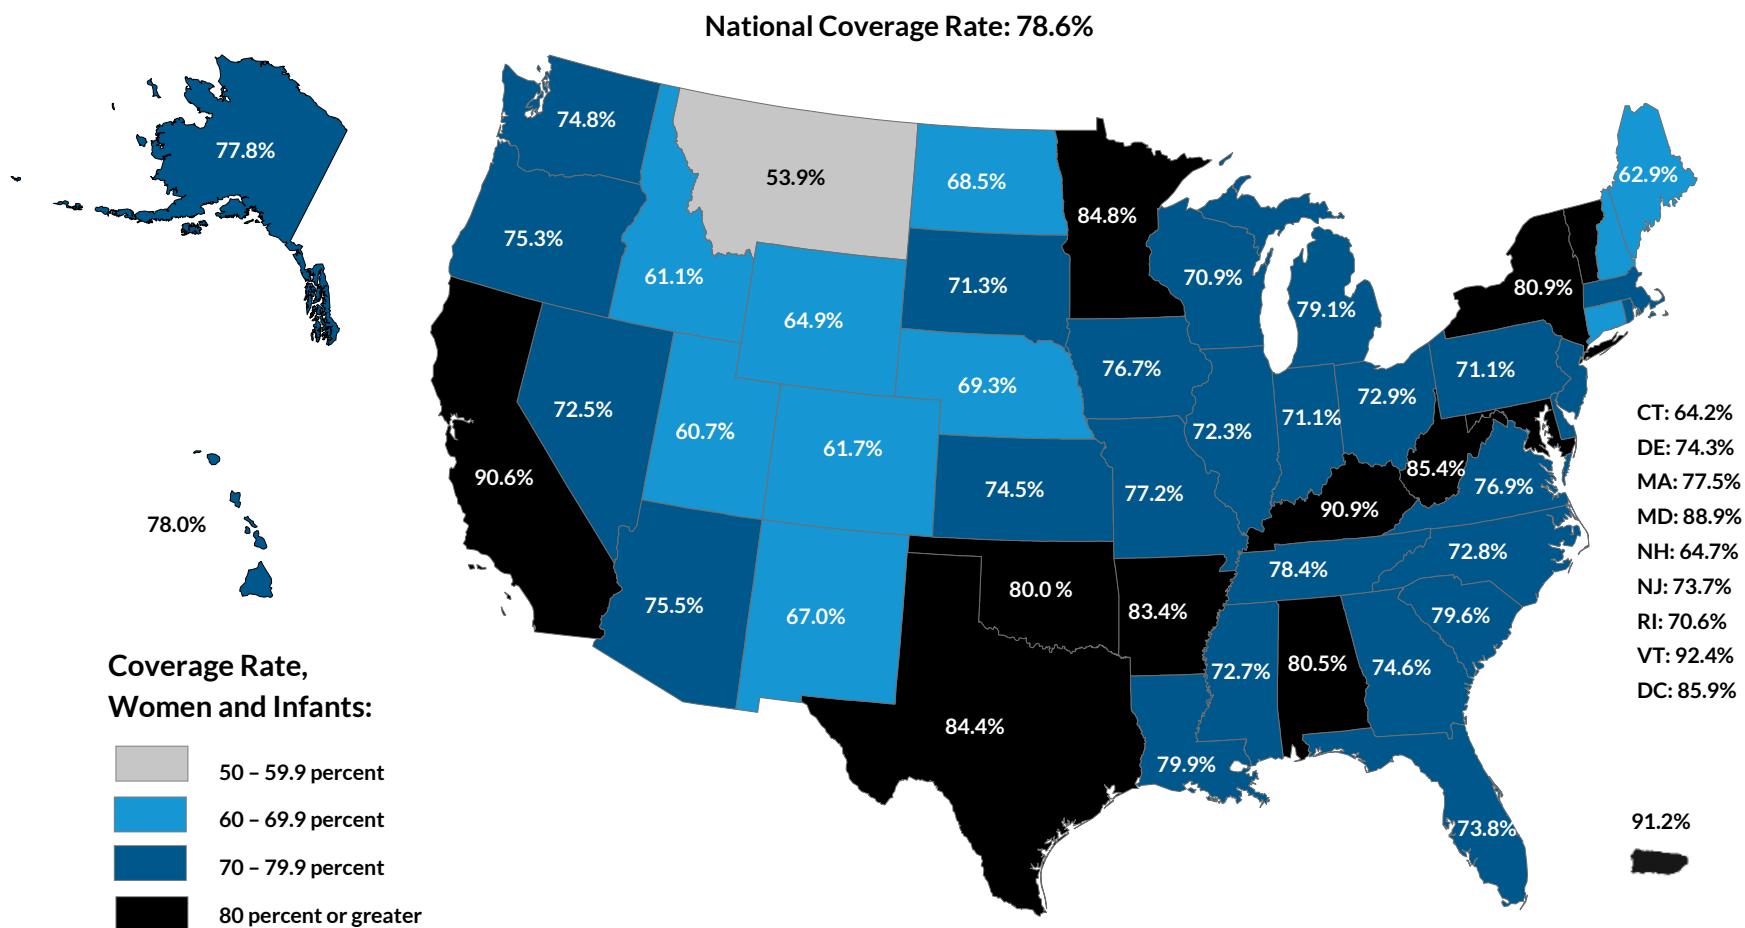 National Coverage Rate: 78.6%
77.8%
74.8%
53.9%
68.5%
84.8%
62.9%
75.3%
61.1%
64.9%
71.3%
70.9%
79.1%
80.9%
72.5%
60.7%
61.7%
69.3%
76.7%
72.3%
71.1%
72.9%
71.1%
90.6%
74.5%
77.2%
90.9%
85.4%
76.9%
78.0%
75.5%
67.0%
80.0 %
83.4%
78.4%
72.8%
79.6%
84.4%
79.9%
72.7%
80.5%
74.6%
73.8%
CT: 64.2%
DE: 74.3%
MA: 77.5%
MD: 88.9%
NH: 64.7%
NJ: 73.7%
RI: 70.6%
VT: 92.4%
DC: 85.9%
91.2%
Coverage Rate,
Women and Infants:
50 – 59.9 percent
60 – 69.9 percent
70 – 79.9 percent
80 percent or greater